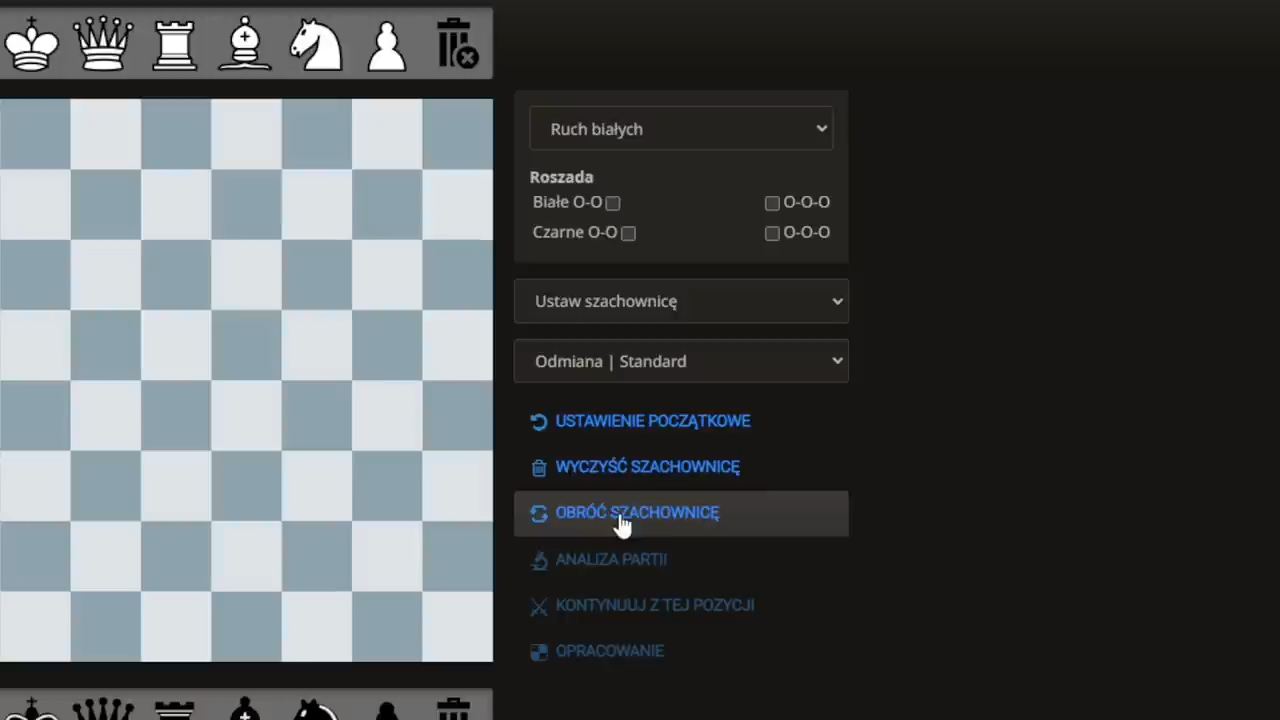 Ruch białych
Roszada
Białe O-O O-O-O
Czarne O-O O-O-O
Ustaw szachownicę
Odmiana | Standard
USTAWIENIE POCZĄTKOWE
WYCZYŚĆ SZACHOWNICĘ
OBRÓĆ SZACHOWNICĘ
ANALIZA PARTII
KONTYNUUJ Z TEJ POZYCJI
OPRACOWANIE